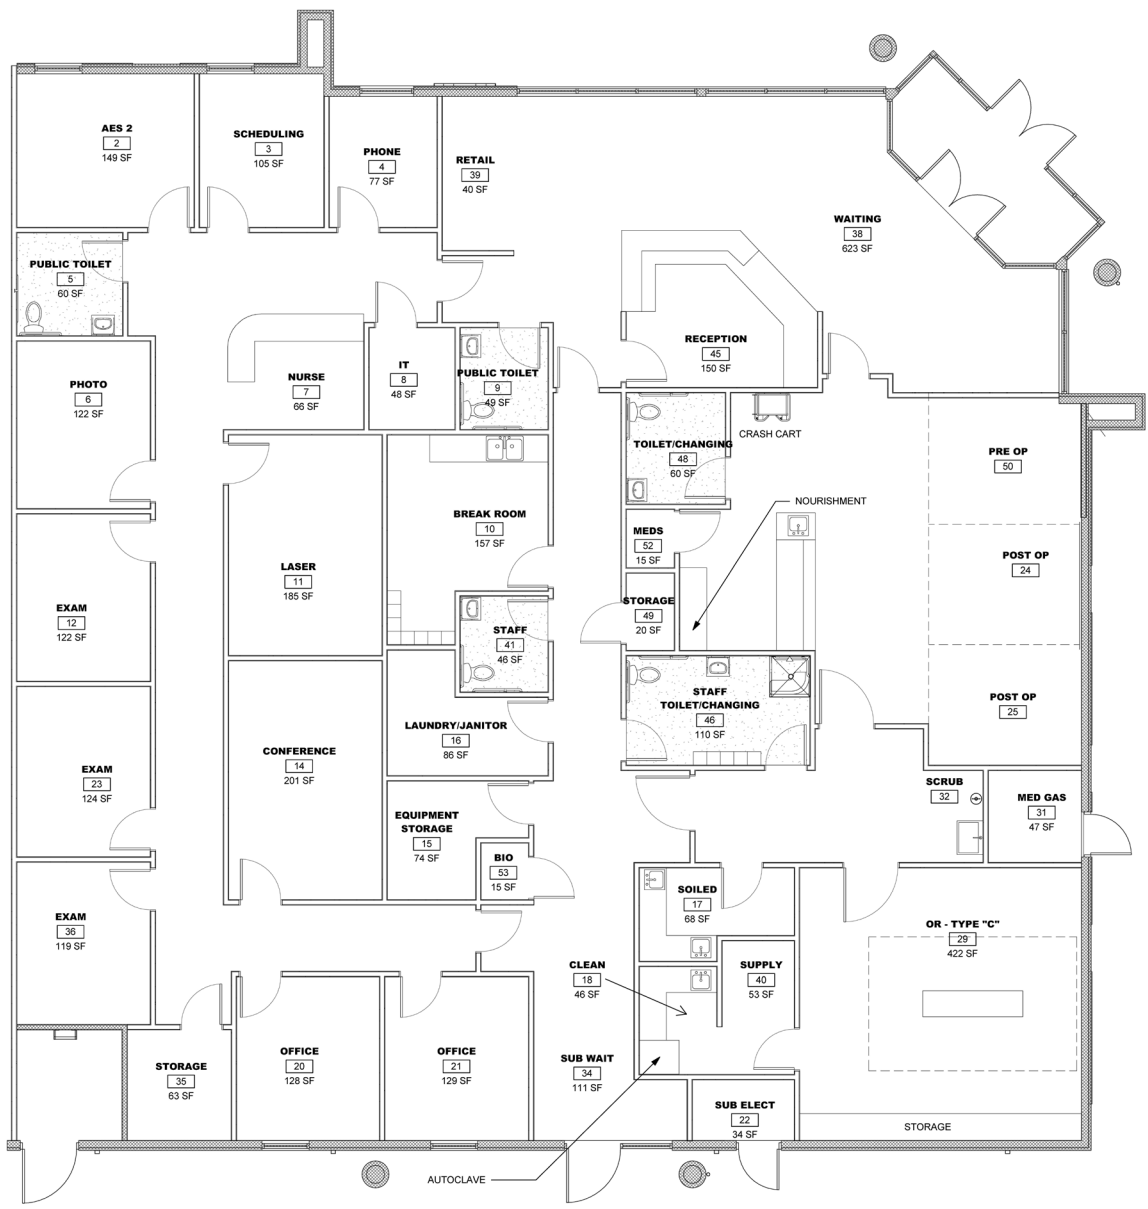 AES 2
2
149 SF
SCHEDULING
3
105 SF
PHONE
4
77 SF
RETAIL
39
40 SF
WAITING
38
623 SF
PUBLIC TOILET
5
60 SF
RECEPTION
45
150 SF
PHOTO
6
122 SF
NURSE
7
66 SF
IT
8
48 SF
PUBLIC TOILET
9
49 SF
TOILET/CHANGING
48
60 SF
CRASH CART
PRE OP
50
NOURISHMENT
BREAK ROOM
10
157 SF
MEDS
52
15 SF
POST OP
24
LASER
11
185 SF
EXAM
12
122 SF
STORAGE
49
20 SF
STAFF
41
46 SF
STAFF
TOILET/CHANGING
46
110 SF
POST OP
25
LAUNDRY/JANITOR
16
86 SF
CONFERENCE
14
201 SF
EXAM
23
124 SF
SCRUB
32
MED GAS
31
47 SF
EQUIPMENT
STORAGE
15
74 SF
BIO
53
15 SF
SOILED
17
68 SF
EXAM
36
119 SF
OR - TYPE "C"
29
422 SF
CLEAN
18
46 SF
SUPPLY
40
53 SF
OFFICE
20
128 SF
OFFICE
21
129 SF
SUB WAIT
34
111 SF
STORAGE
35
63 SF
SUB ELECT
22
34 SF
STORAGE
AUTOCLAVE